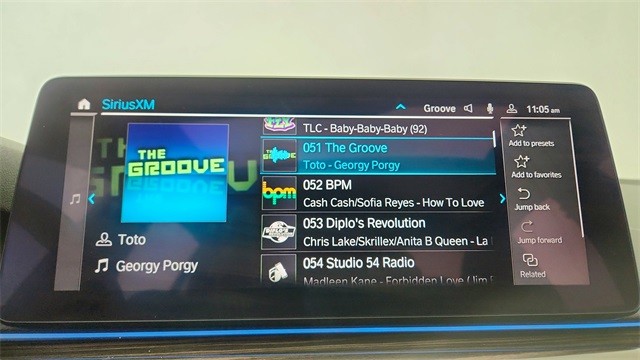 SiriusXM
Groove
11:05 am
THE
GROOVE
Toto
Georgy Porgy
TLC - Baby-Baby-Baby (92)
051 The Groove
Toto - Georgy Porgy
052 BPM
bpm
Cash Cash/Sofia Reyes - How To Love
053 Diplo's Revolution
Chris Lake/Skrillex/Anita B Queen - La
054 Studio 54 Radio
Madleen Kane - Forbidden Love (Jim
Add to presets
Add to favorites
Jump back
Jump forward
Related